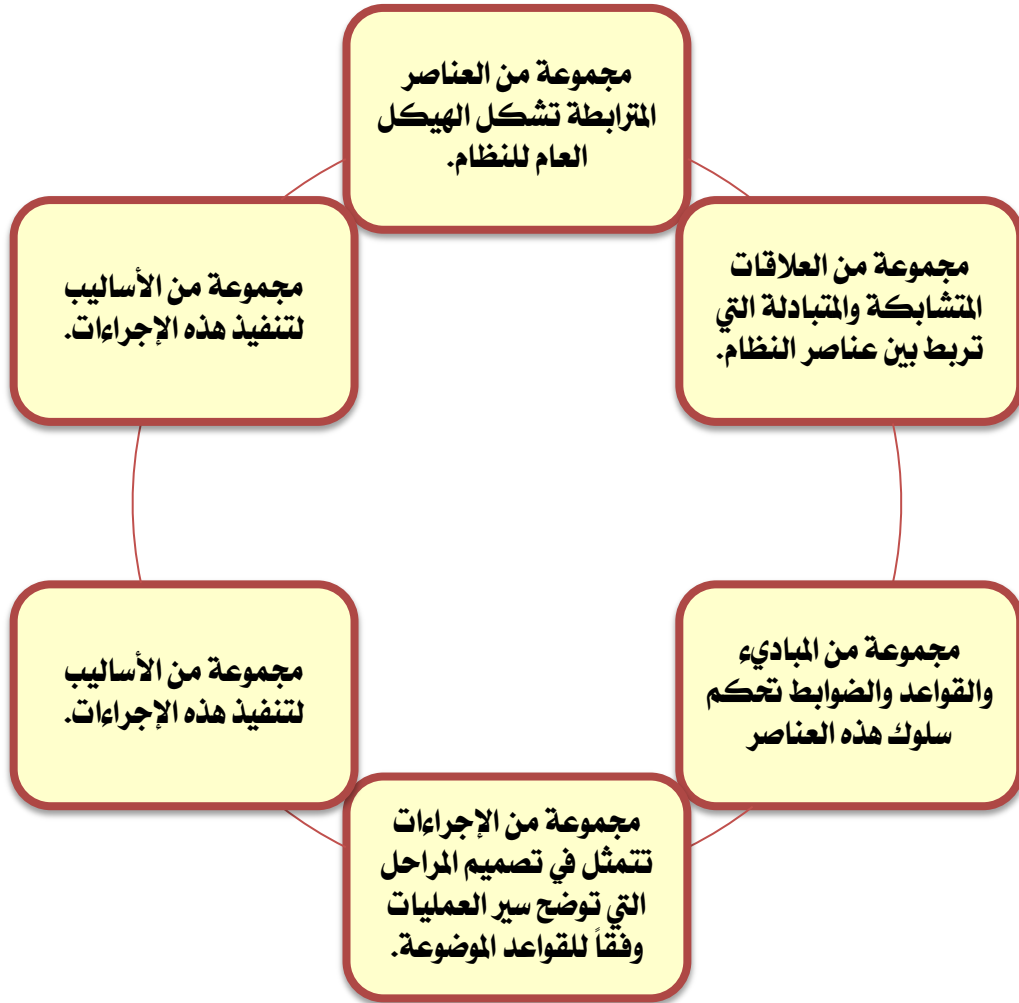 مجموعة من العناصر
المترابطة تشكل الهيكل
العام للنظام.
مجموعة من العلاقات
المتشابكة والمتبادلة التي
تربط بين عناصر النظام.
مجموعة من المباديء
والقواعد والضوابط تحكم
سلوك هذه العناصر
مجموعة من الإجراءات
تتمثل في تصميم المراحل
التي توضح سير العمليات
وفقاً للقواعد الموضوعة.
مجموعة من الأساليب
لتنفيذ هذه الإجراءات.
مجموعة من الأساليب
لتنفيذ هذه الإجراءات.